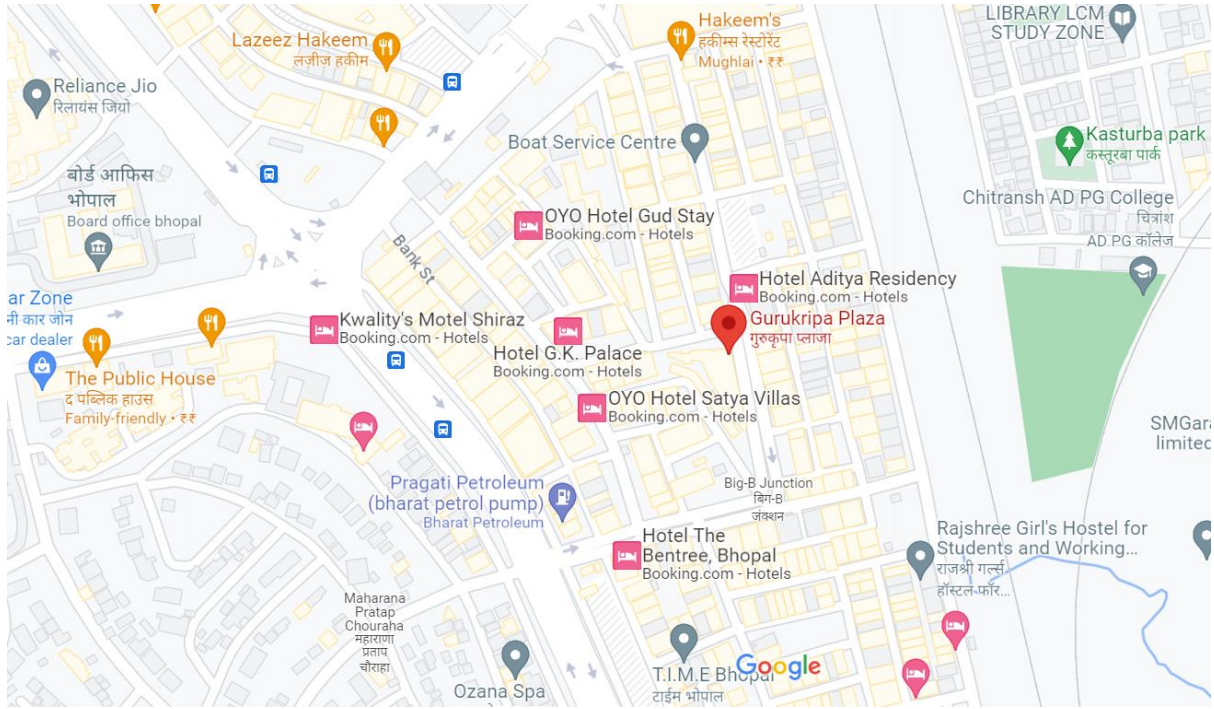 Lazeez Hakeem
लज़ीज हकीम
Hakeem's
हकीम्स रेस्टोरेंट
Mughlai • ₹₹
LIBRARY LCM
STUDY ZONE
Reliance Jio
रिलायंस जियो
Boat Service Centre
Kasturba park
कस्तूरबा पार्क
बोर्ड आफिस
भोपाल
Board office bhopal
Chitransh AD PG College
चित्रांश
AD PG कॉलेज
OYO Hotel Gud Stay
Booking.com - Hotels
Bank St
Hotel Aditya Residency
Booking.com - Hotels
ar Zone
नी कार जोन
car dealer
Kwality's Motel Shiraz
Booking.com - Hotels
Gurukripa Plaza
गुरुकृपा प्लाजा
Hotel G.K. Palace
Booking.com - Hotels
The Public House
द पब्लिक हाउस
Family-friendly • ₹₹
OYO Hotel Satya Villas
Booking.com - Hotels
SMGara
limited
Pragati Petroleum
(bharat petrol pump)
Bharat Petroleum
Big-B Junction
बिग-B
जंक्शन
Hotel The
Bentree, Bhopal
Booking.com - Hotels
Rajshree Girl's Hostel for
Students and Working...
राजश्री गर्ल्स
हॉस्टल फॉर...
Maharana
Pratap
Chouraha
महाराणा
प्रताप
चौराहा
Ozana Spa
T.I.M.E Bhopal
टाईम भोपाल
Google